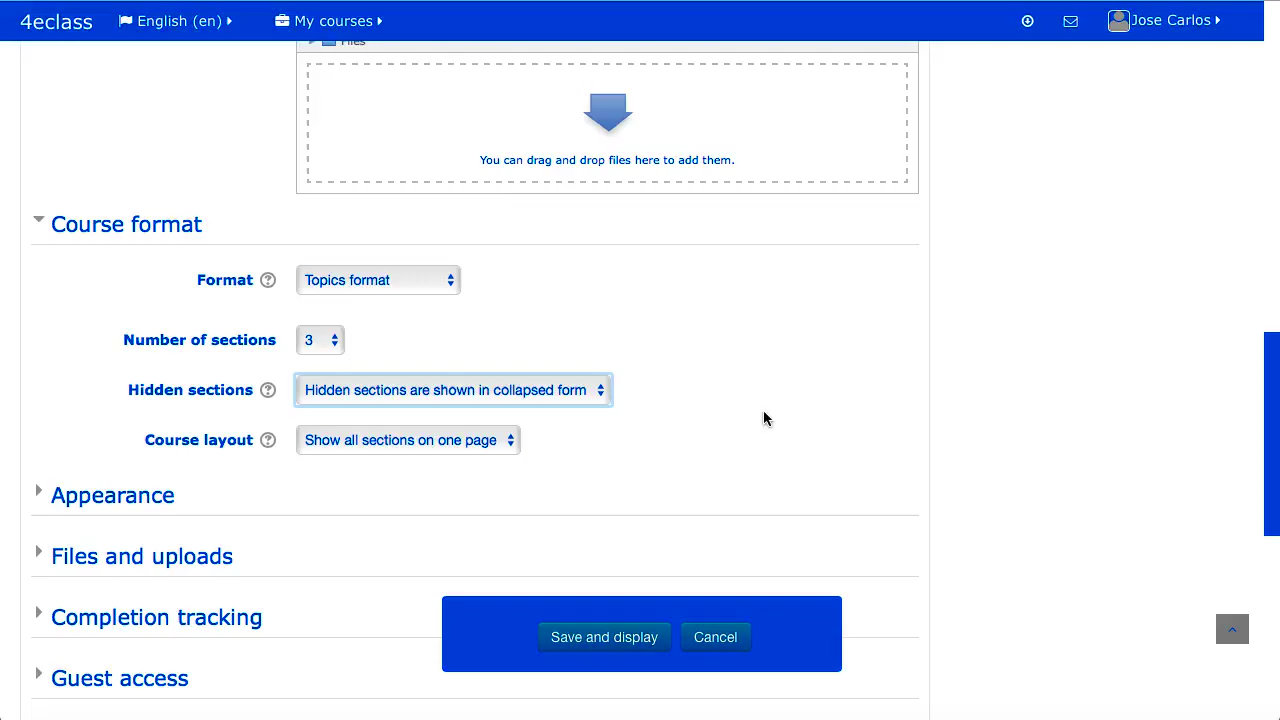 4eclass English (en) My courses Jose Carlos
Files
You can drag and drop files here to add them.
Course format
Format ? Topics format
Number of sections 3
Hidden sections ? Hidden sections are shown in collapsed form
Course layout ? Show all sections on one page
Appearance
Files and uploads
Completion tracking
Save and display Cancel
Guest access